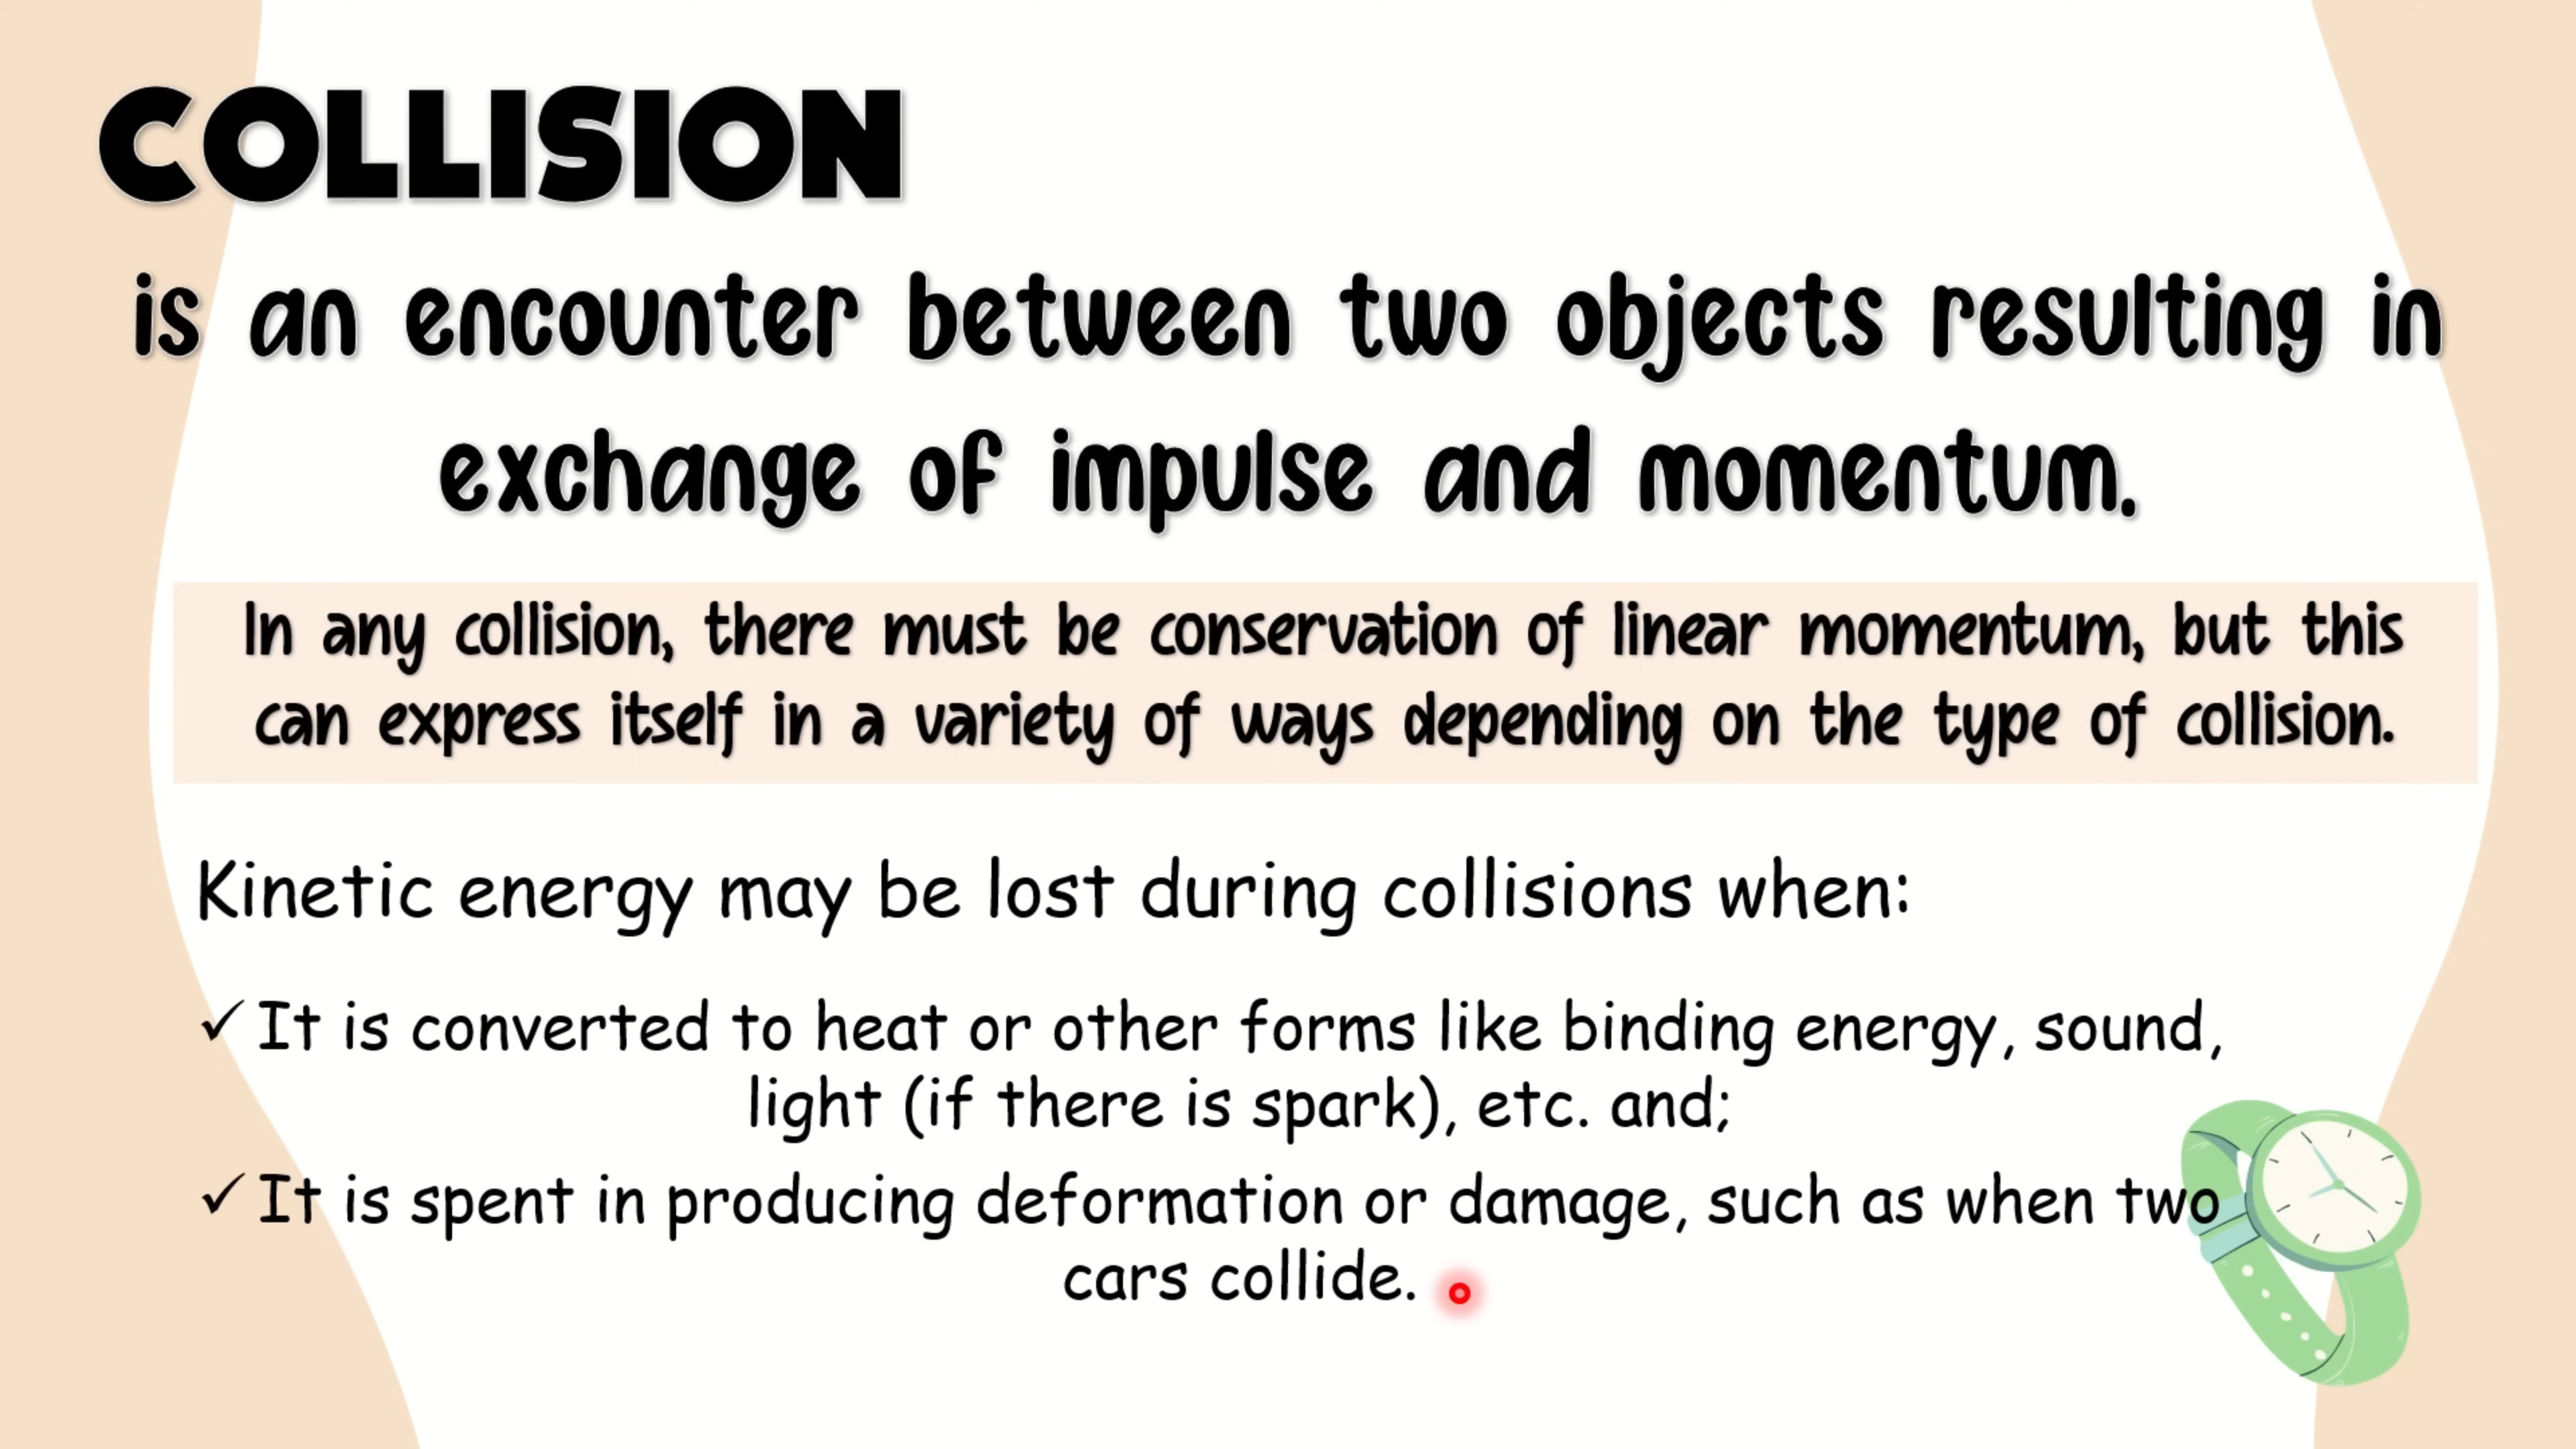 COLLISION
is an encounter between two objects resulting in
exchange of impulse and momentum.
In any collision, there must be conservation of linear momentum, but this
can express itself in a variety of ways depending on the type of collision.
Kinetic energy may be lost during collisions when:
✓ It is converted to heat or other forms like binding energy, sound,
light (if there is spark), etc. and;
✓ It is spent in producing deformation or damage, such as when two
cars collide.